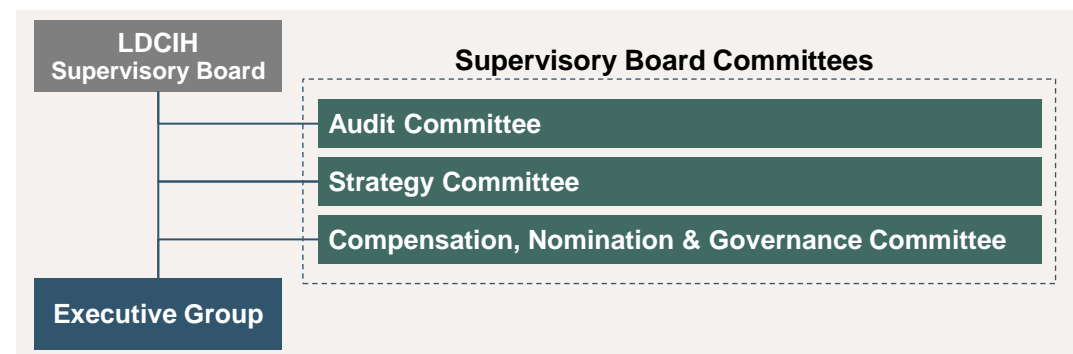 LDCIH
Supervisory Board
Supervisory Board Committees
Audit Committee
Strategy Committee
Compensation, Nomination & Governance Committee
Executive Group